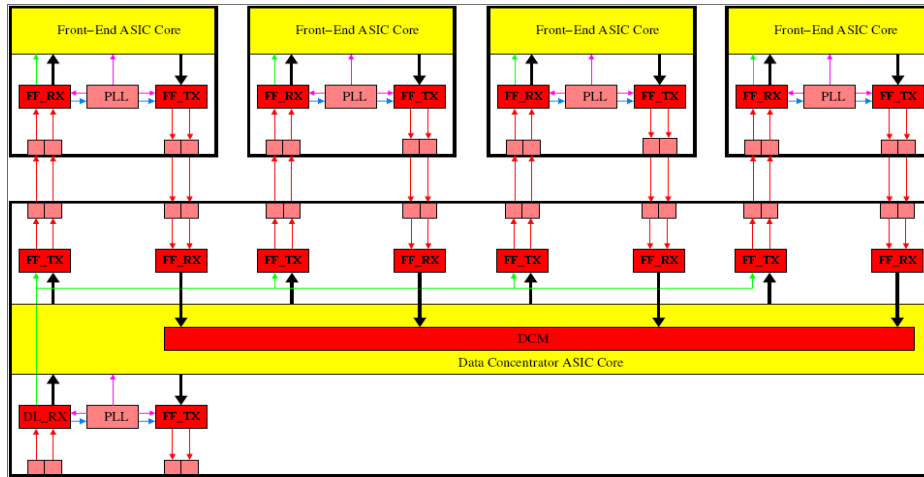 Front–End ASIC Core
Front–End ASIC Core
Front–End ASIC Core
Front–End ASIC Core
FF_RX PLL FF_TX
FF_RX PLL FF_TX
FF_RX PLL FF_TX
FF_RX PLL FF_TX
FF_TX FF_RX FF_TX FF_RX FF_TX FF_RX FF_TX FF_RX
DCM
Data Concentrator ASIC Core
DL_RX PLL FF_TX